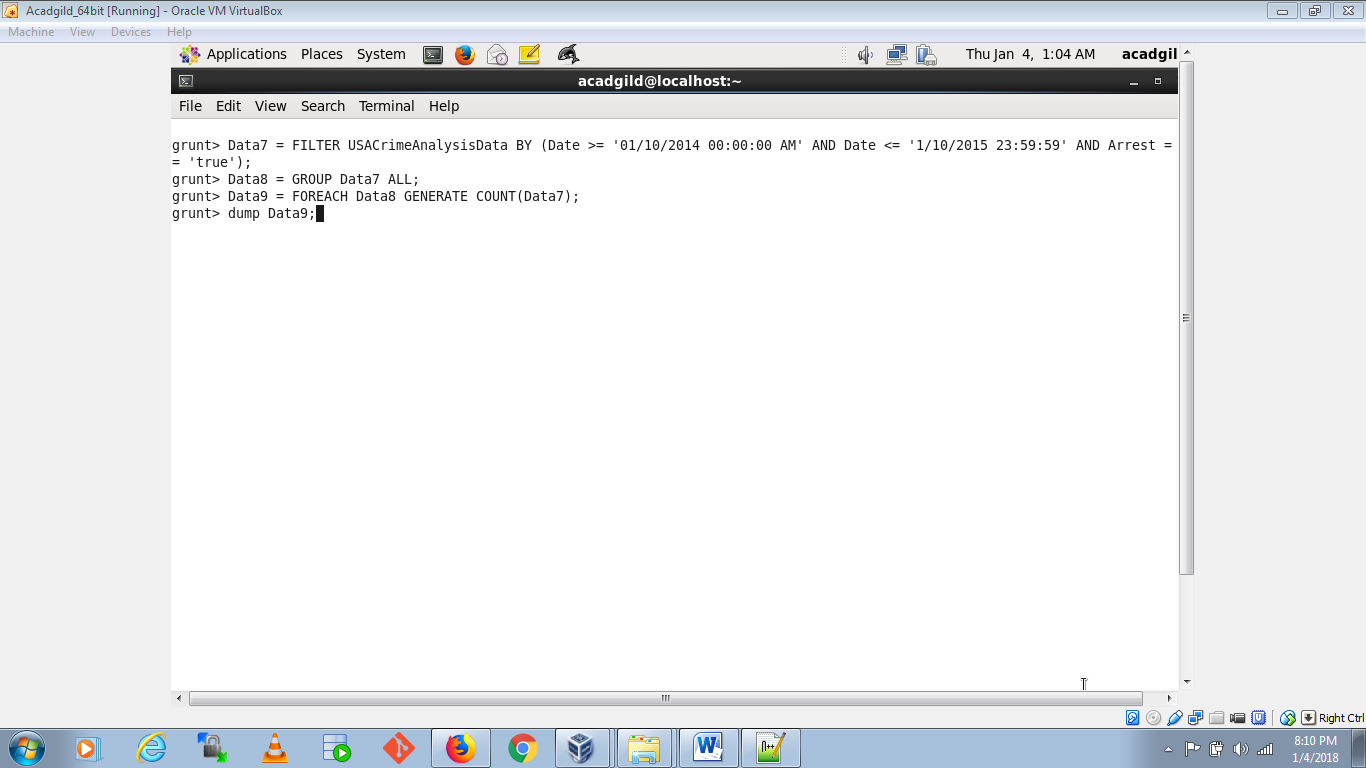 Acadgild_64bit [Running] - Oracle VM VirtualBox
Machine View Devices Help
Applications Places System Thu Jan 4, 1:04 AM acadgil
acadgild@localhost:~
File Edit View Search Terminal Help
grunt> Data7 = FILTER USACrimeAnalysisData BY (Date >= '01/10/2014 00:00:00 AM' AND Date <= '1/10/2015 23:59:59' AND Arrest =
= 'true');
grunt> Data8 = GROUP Data7 ALL;
grunt> Data9 = FOREACH Data8 GENERATE COUNT(Data7);
grunt> dump Data9;
Right Ctrl
8:10 PM
1/4/2018